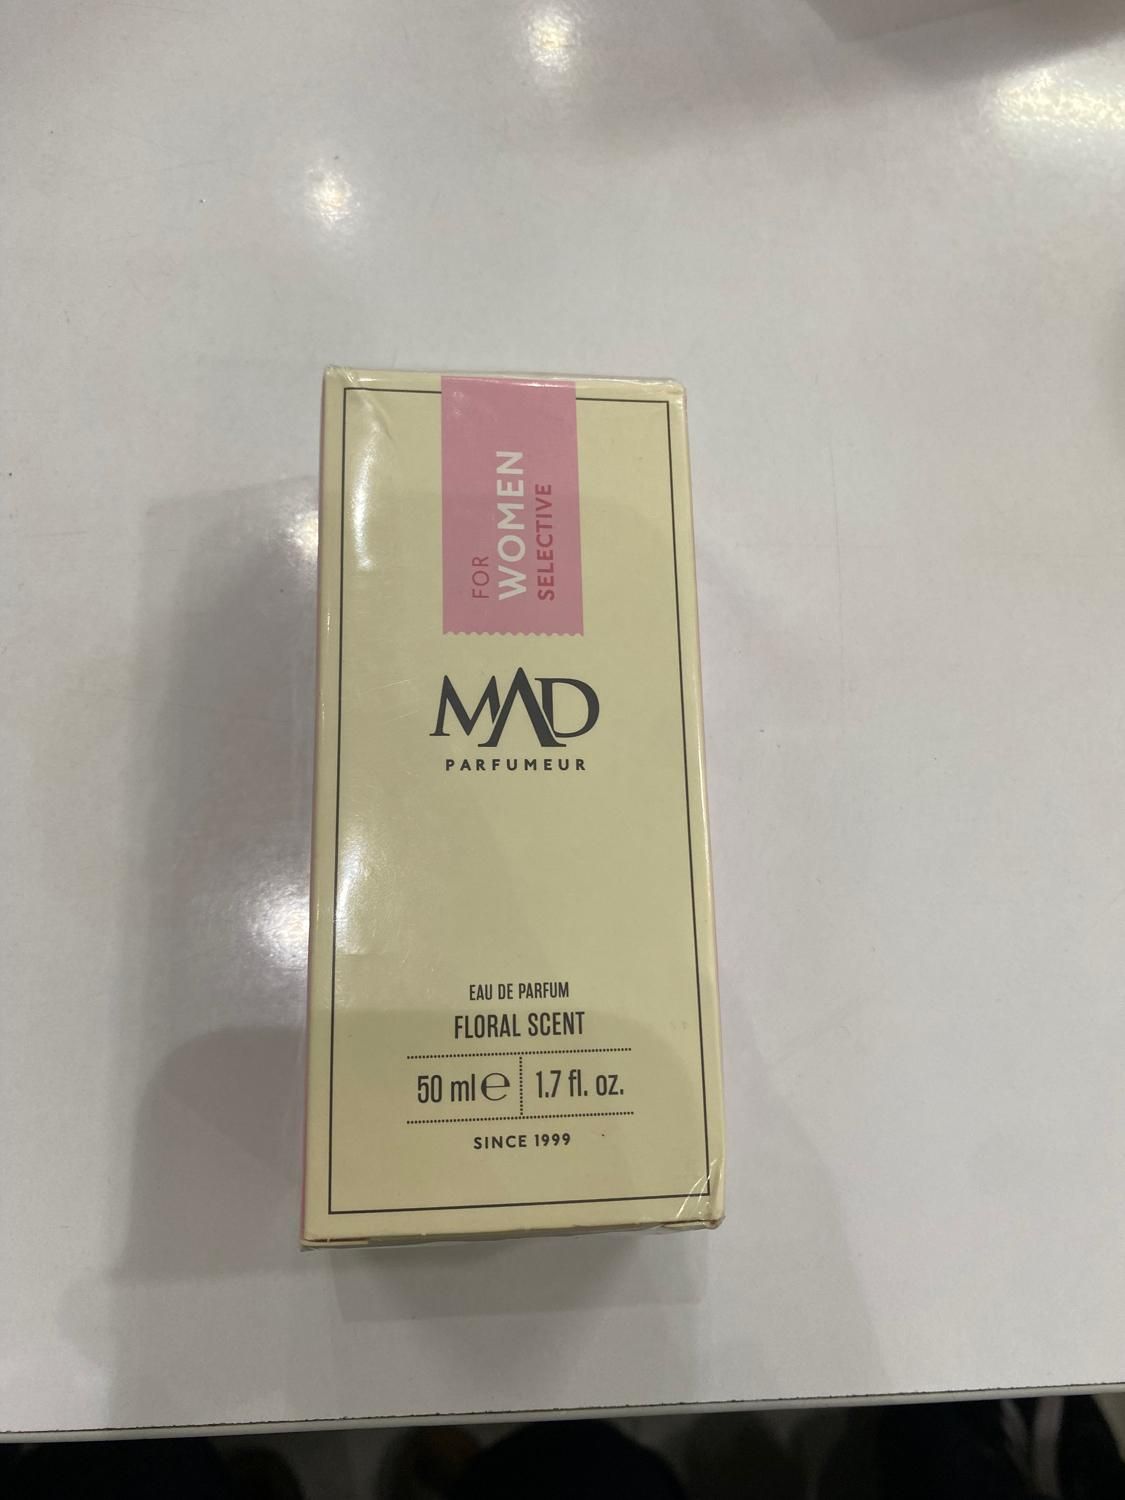 FOR
WOMEN
SELECTIVE
MAD
PARFUMEUR
EAU DE PARFUM
FLORAL SCENT
50 ml ℮ 1.7 fl. oz.
SINCE 1999